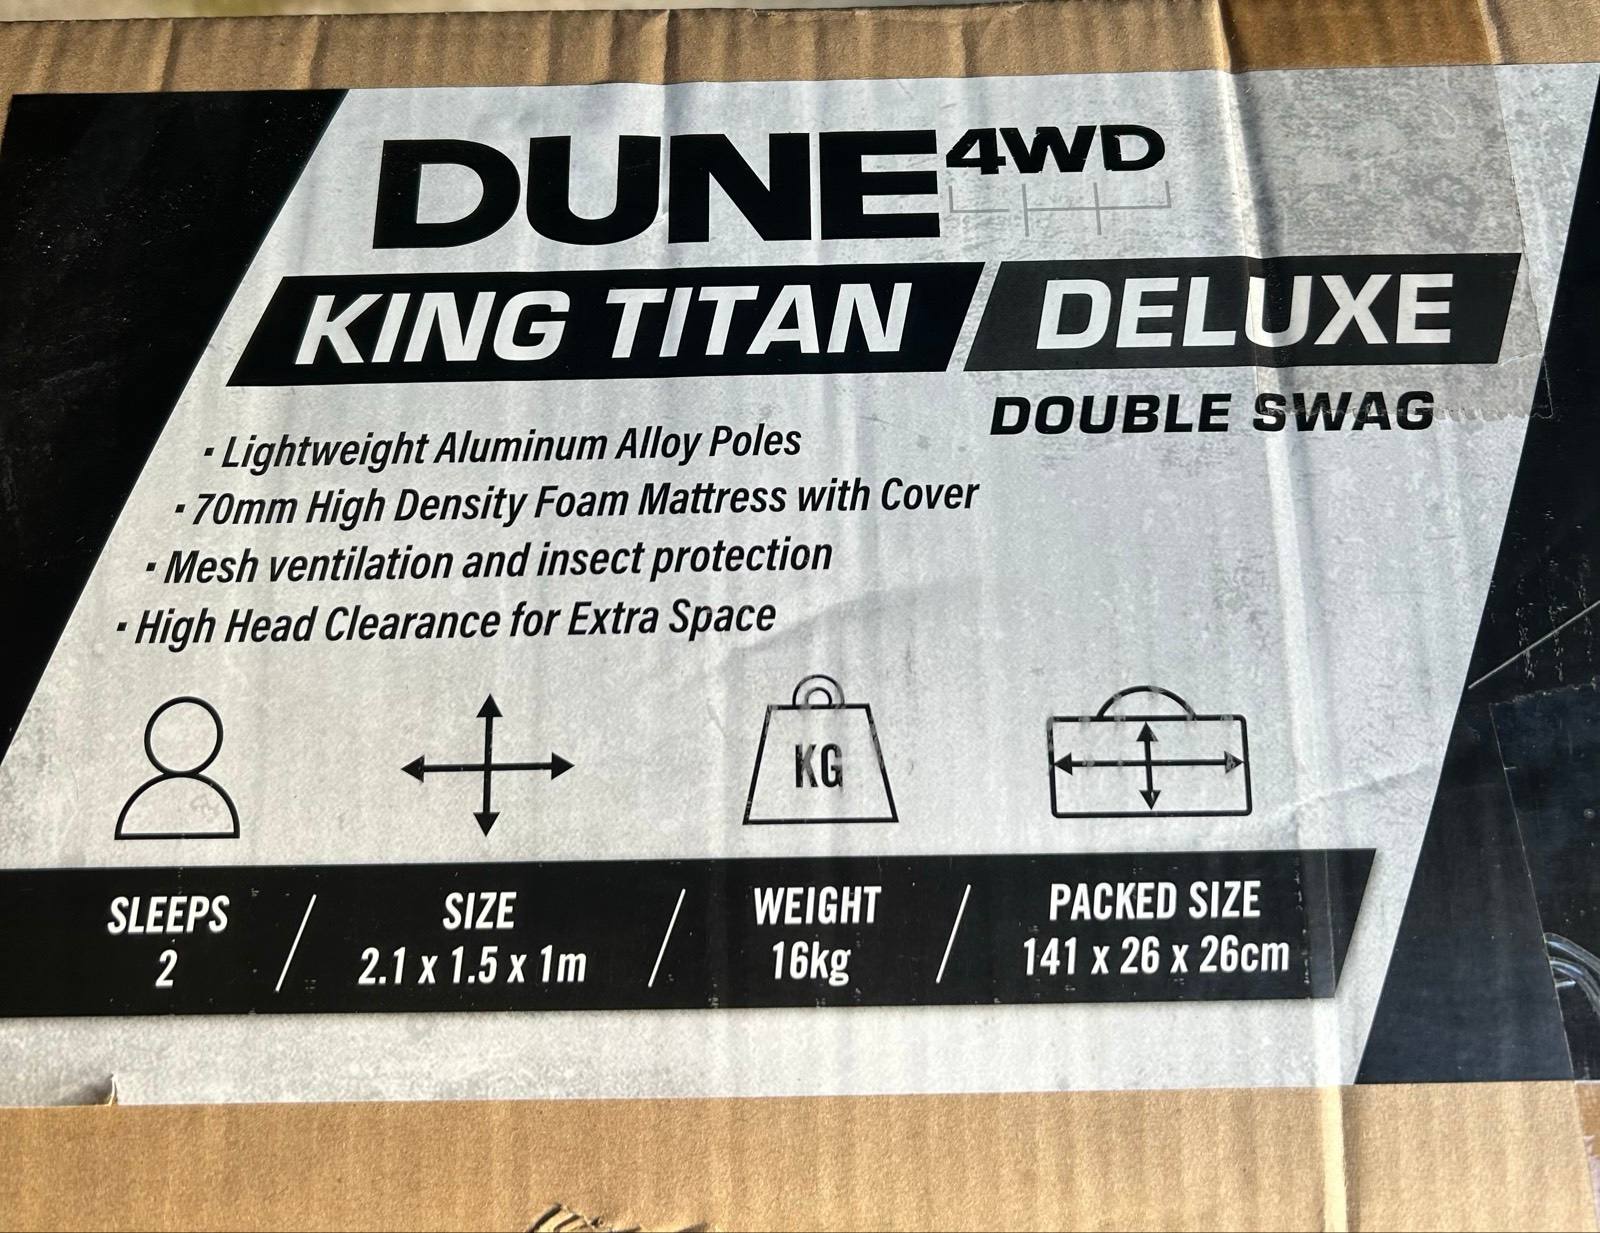 DUNE 4WD
KING TITAN DELUXE
DOUBLE SWAG
· Lightweight Aluminum Alloy Poles
· 70mm High Density Foam Mattress with Cover
· Mesh ventilation and insect protection
· High Head Clearance for Extra Space
KG
SLEEPS / SIZE / WEIGHT / PACKED SIZE
2 2.1 x 1.5 x 1m 16kg 141 x 26 x 26cm